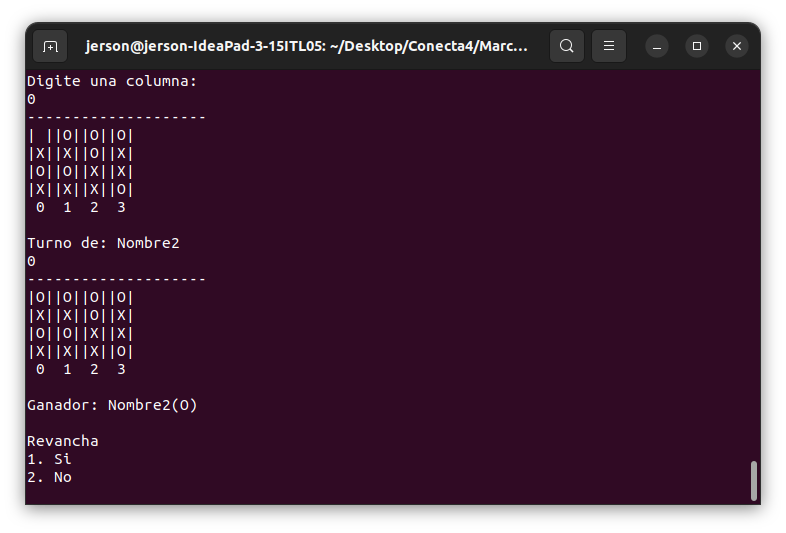 jerson@jerson-IdeaPad-3-15ITL05: ~/Desktop/Conecta4/Marc...
Digite una columna:
0
--------------------
| ||O||O||O|
|X||X||O||X|
|O||O||X||X|
|X||X||X||O|
 0  1  2  3
Turno de: Nombre2
0
--------------------
|O||O||O||O|
|X||X||O||X|
|O||O||X||X|
|X||X||X||O|
 0  1  2  3
Ganador: Nombre2(O)
Revancha
1. Si
2. No